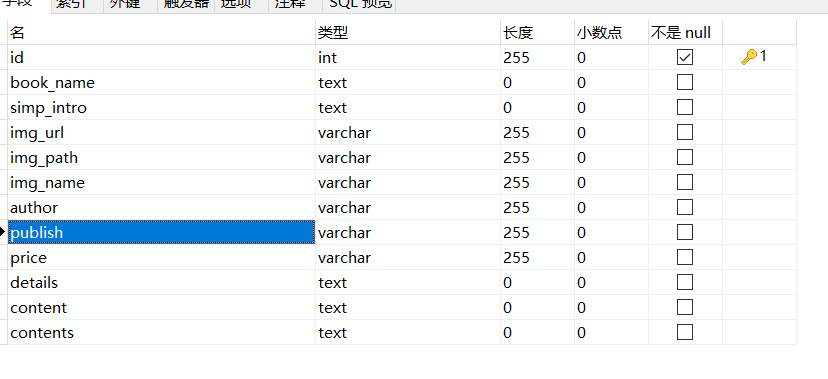 字段 索引 外键 触发器 选项 注释 SQL 预览
名 类型 长度 小数点 不是 null
id int 255 0 1
book_name text 0 0
simp_intro text 0 0
img_url varchar 255 0
img_path varchar 255 0
img_name varchar 255 0
author varchar 255 0
publish varchar 255 0
price varchar 255 0
details text 0 0
content text 0 0
contents text 0 0